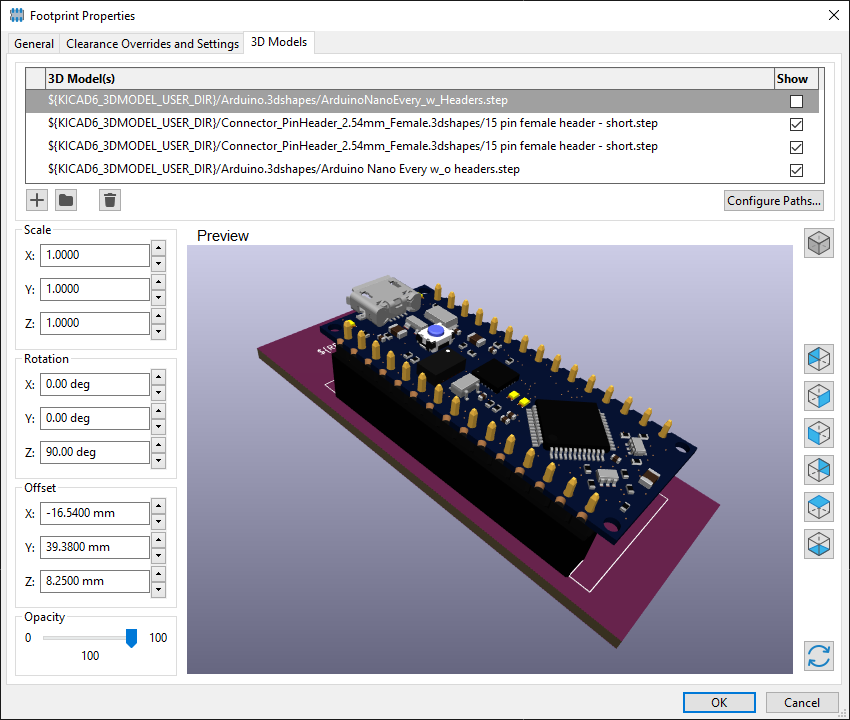 Footprint Properties
General Clearance Overrides and Settings 3D Models
3D Model(s) Show
${KICAD6_3DMODEL_USER_DIR}/Arduino.3dshapes/ArduinoNanoEvery_w_Headers.step
${KICAD6_3DMODEL_USER_DIR}/Connector_PinHeader_2.54mm_Female.3dshapes/15 pin female header - short.step
${KICAD6_3DMODEL_USER_DIR}/Connector_PinHeader_2.54mm_Female.3dshapes/15 pin female header - short.step
${KICAD6_3DMODEL_USER_DIR}/Arduino.3dshapes/Arduino Nano Every w_o headers.step
Configure Paths...
Scale
X: 1.0000
Y: 1.0000
Z: 1.0000
Rotation
X: 0.00 deg
Y: 0.00 deg
Z: 90.00 deg
Offset
X: -16.5400 mm
Y: 39.3800 mm
Z: 8.2500 mm
Opacity
0 100
100
Preview
OK Cancel